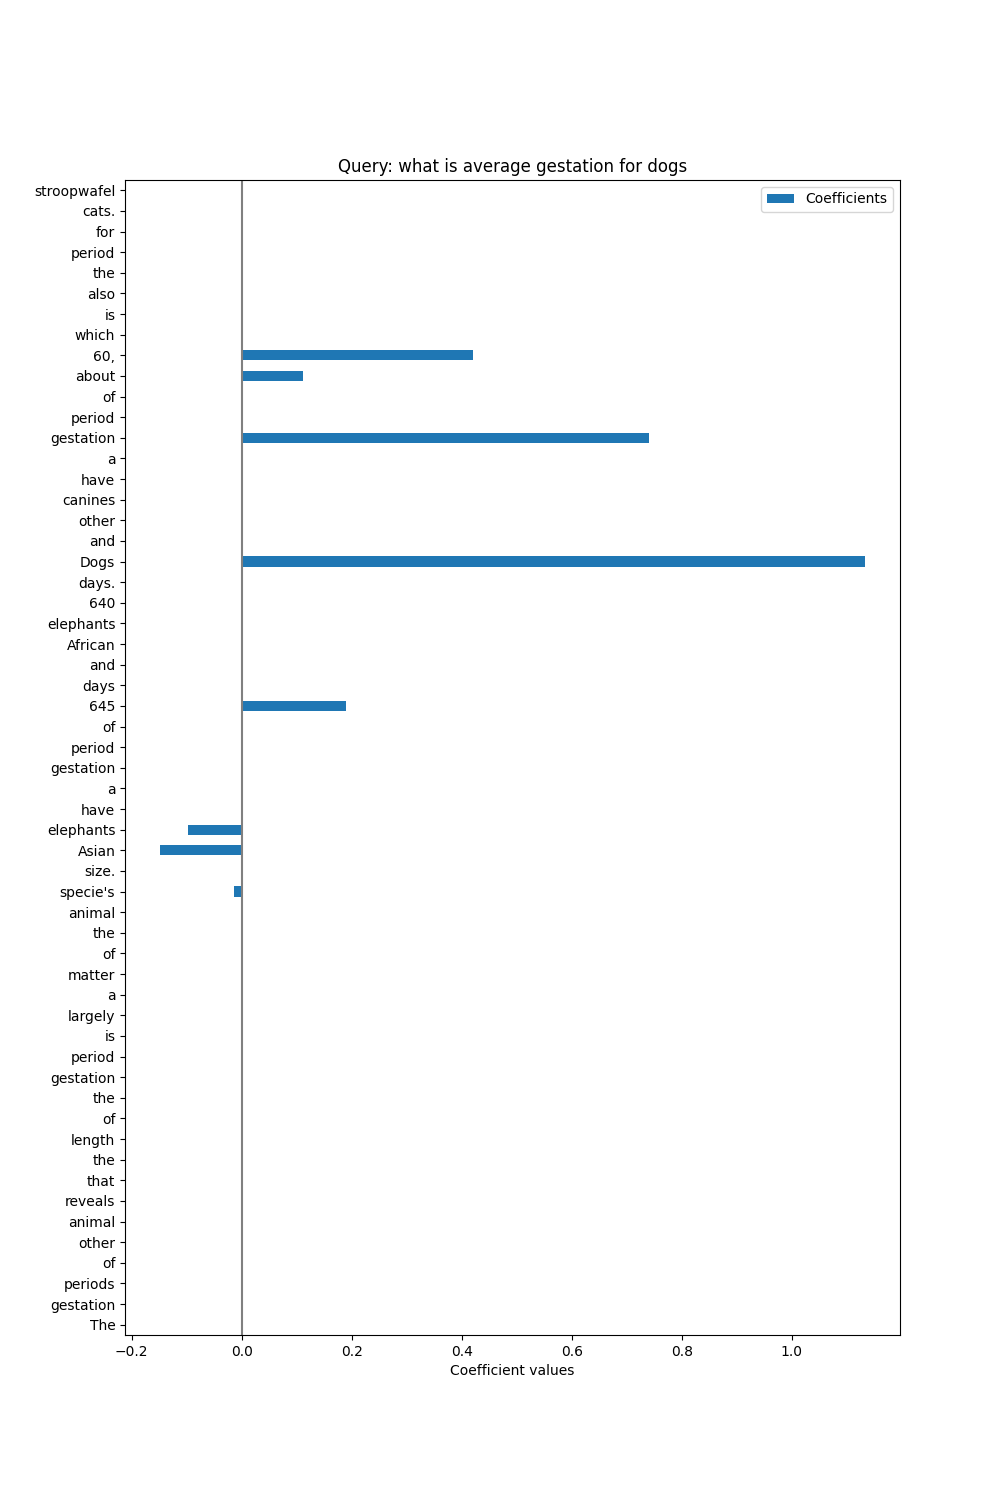 Query: what is average gestation for dogs
Coefficients
stroopwafel
cats.
for
period
the
also
is
which
60,
about
of
period
gestation
a
have
canines
other
and
Dogs
days.
640
elephants
African
and
days
645
of
period
gestation
a
have
elephants
Asian
size.
specie's
animal
the
of
matter
a
largely
is
period
gestation
the
of
length
the
that
reveals
animal
other
of
periods
gestation
The
−0.2 0.0 0.2 0.4 0.6 0.8 1.0
Coefficient values